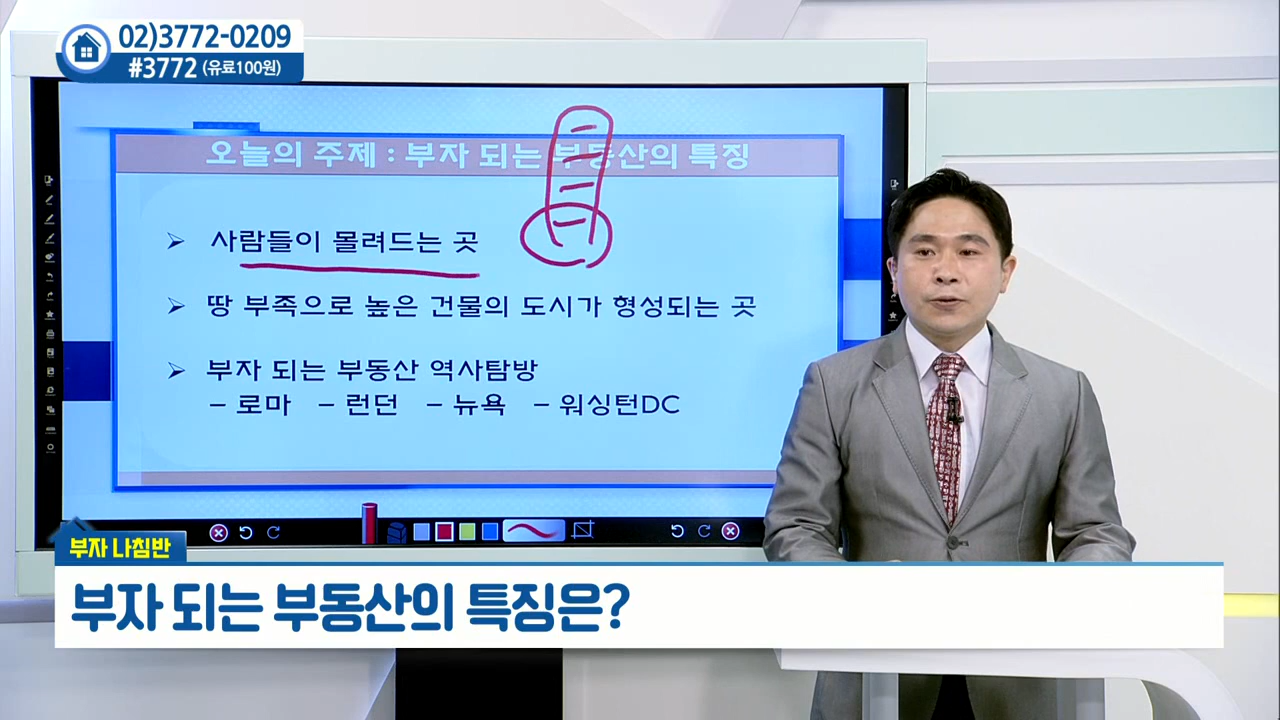 02)3772-0209
#3772 (유료100원)
오늘의 주제 : 부자 되는 부동산의 특징
➢ 사람들이 몰려드는 곳
➢ 땅 부족으로 높은 건물의 도시가 형성되는 곳
➢ 부자 되는 부동산 역사탐방
– 로마 – 런던 – 뉴욕 – 워싱턴DC
부자 나침반
부자 되는 부동산의 특징은?